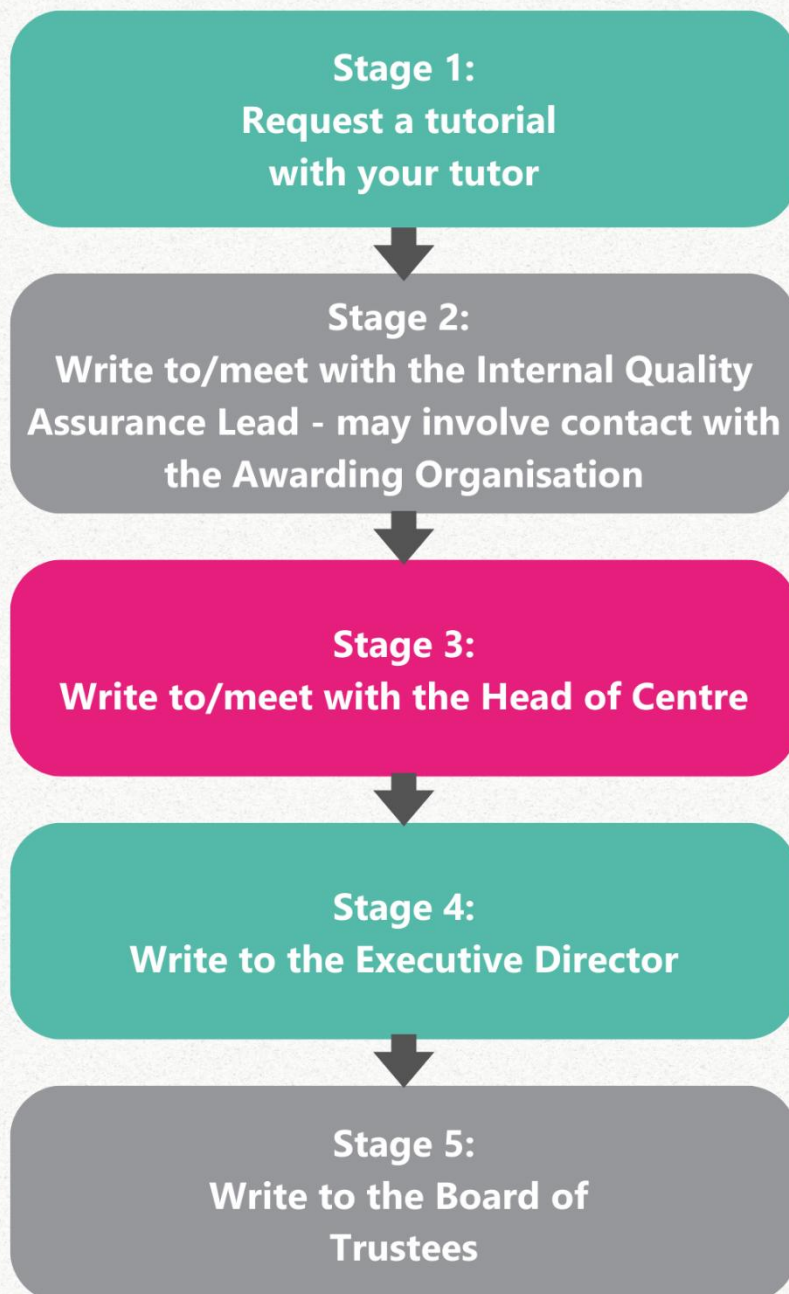 Stage 1:
Request a tutorial
with your tutor
Stage 2:
Write to/meet with the Internal Quality
Assurance Lead - may involve contact with
the Awarding Organisation
Stage 3:
Write to/meet with the Head of Centre
Stage 4:
Write to the Executive Director
Stage 5:
Write to the Board of
Trustees